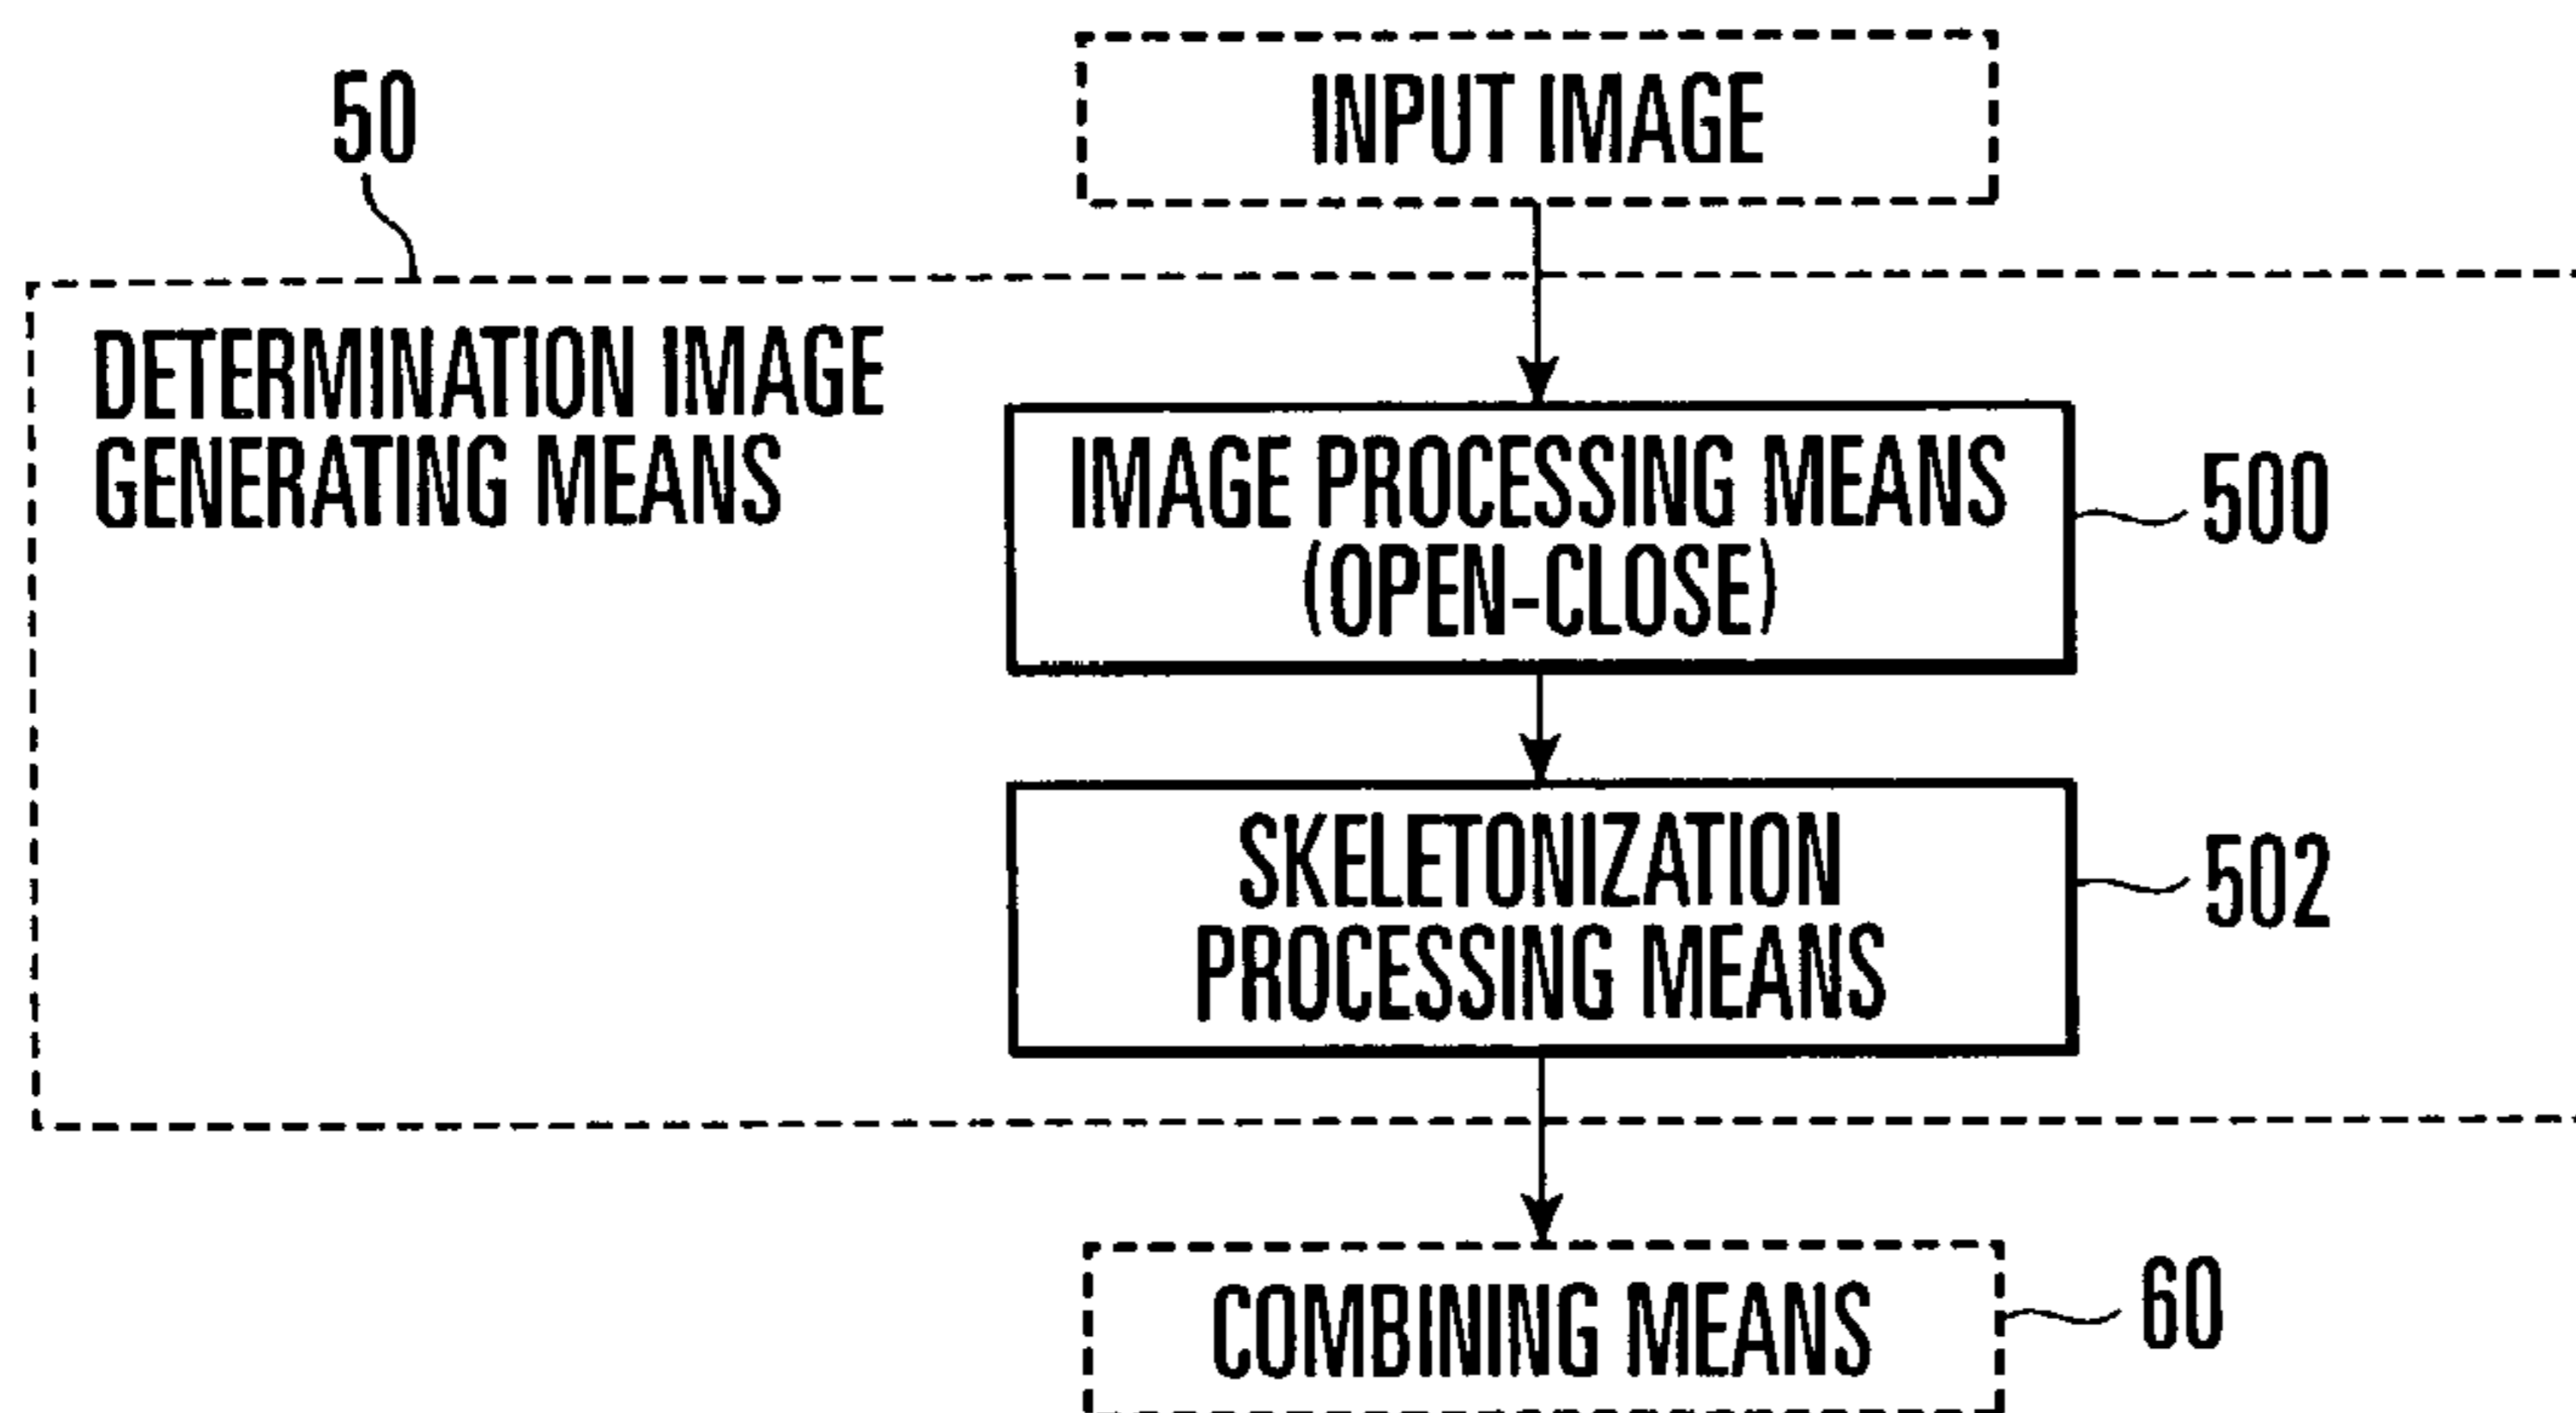 INPUT IMAGE
50
DETERMINATION IMAGE
GENERATING MEANS
IMAGE PROCESSING MEANS
(OPEN-CLOSE)
500
SKELETONIZATION
PROCESSING MEANS
502
COMBINING MEANS
60